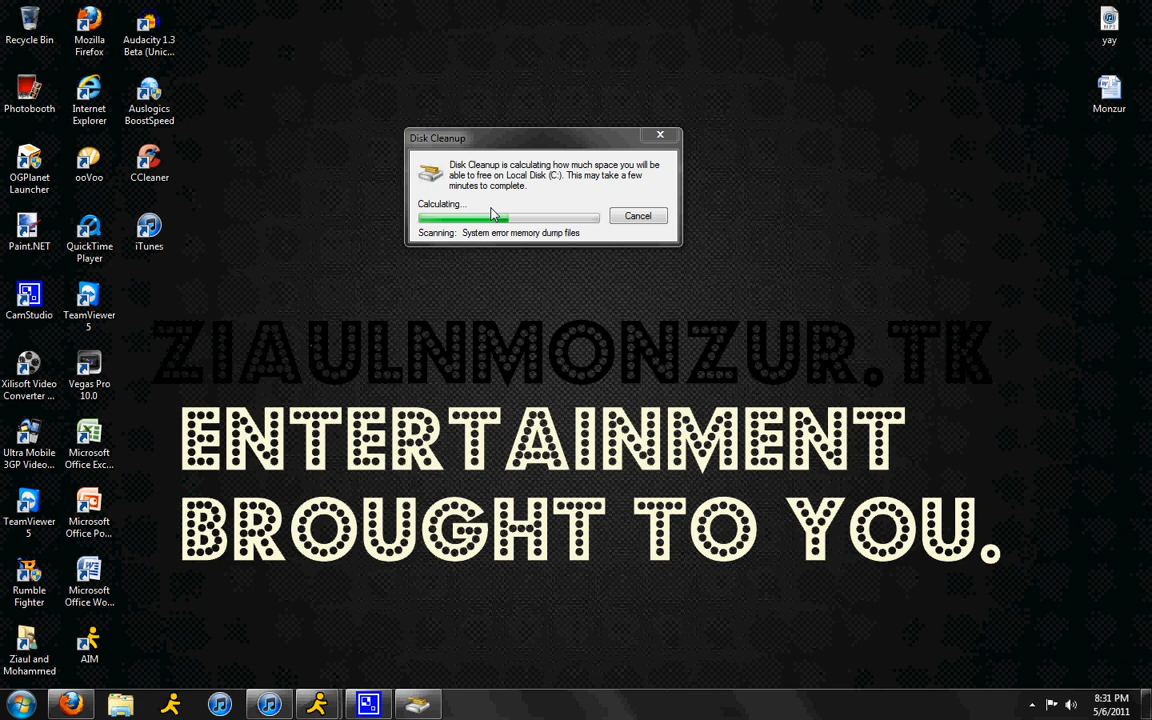 Recycle Bin
Mozilla
Firefox
Audacity 1.3
Beta (Unic...
Photobooth
Internet
Explorer
Auslogics
BoostSpeed
OGPlanet
Launcher
ooVoo
CCleaner
Paint.NET
QuickTime
Player
iTunes
CamStudio
TeamViewer
5
Xilisoft Video
Converter ...
Vegas Pro
10.0
Ultra Mobile
3GP Video...
Microsoft
Office Exc...
TeamViewer
5
Microsoft
Office Po...
Rumble
Fighter
Microsoft
Office Wo...
Ziaul and
Mohammed
AIM
yay
Monzur
Disk Cleanup
Disk Cleanup is calculating how much space you will be
able to free on Local Disk (C:). This may take a few
minutes to complete.
Calculating...
Cancel
Scanning: System error memory dump files
ZIAULNMONZUR.TK
ENTERTAINMENT
BROUGHT TO YOU.
8:31 PM
5/6/2011